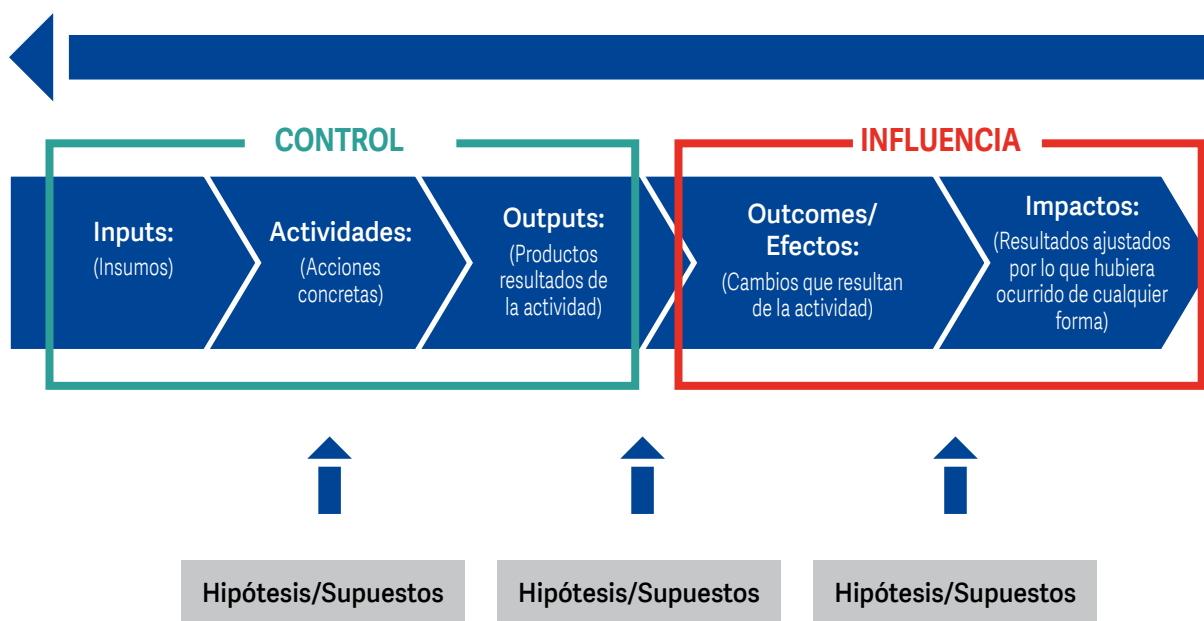 CONTROL
INFLUENCIA
Inputs:
(Insumos)
Actividades:
(Acciones
concretas)
Outputs:
(Productos
resultados de
la actividad)
Outcomes/
Efectos:
(Cambios que resultan
de la actividad)
Impactos:
(Resultados ajustados
por lo que hubiera
ocurrido de cualquier
forma)
Hipótesis/Supuestos
Hipótesis/Supuestos
Hipótesis/Supuestos